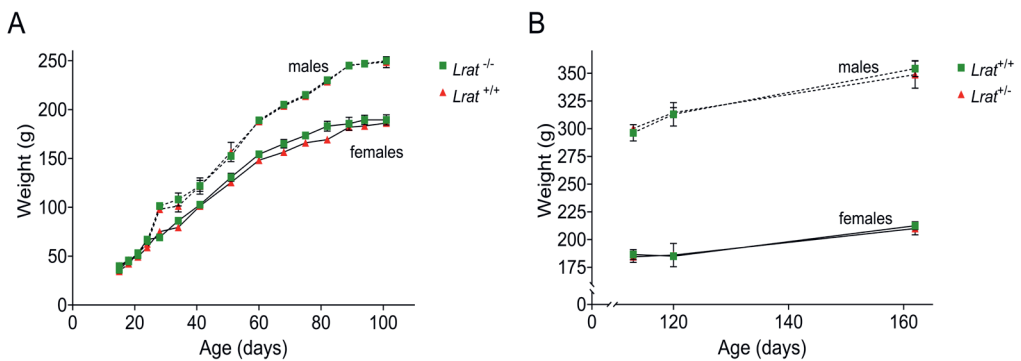 A
B
250
200
150
100
50
0
0
20
40
60
80
100
Weight (g)
Age (days)
males
females
Lrat -/-
Lrat +/+
350
325
300
275
250
225
200
175
0
0
120
140
160
Weight (g)
Age (days)
males
females
Lrat+/+
Lrat+/-